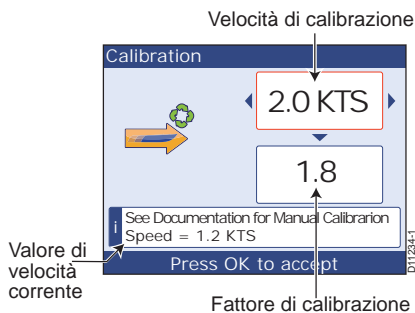 Velocità di calibrazione
Calibration
2.0 KTS
1.8
i
See Documentation for Manual Calibrarion
Speed = 1.2 KTS
Press OK to accept
Valore di
velocità
corrente
Fattore di calibrazione
D11234-1